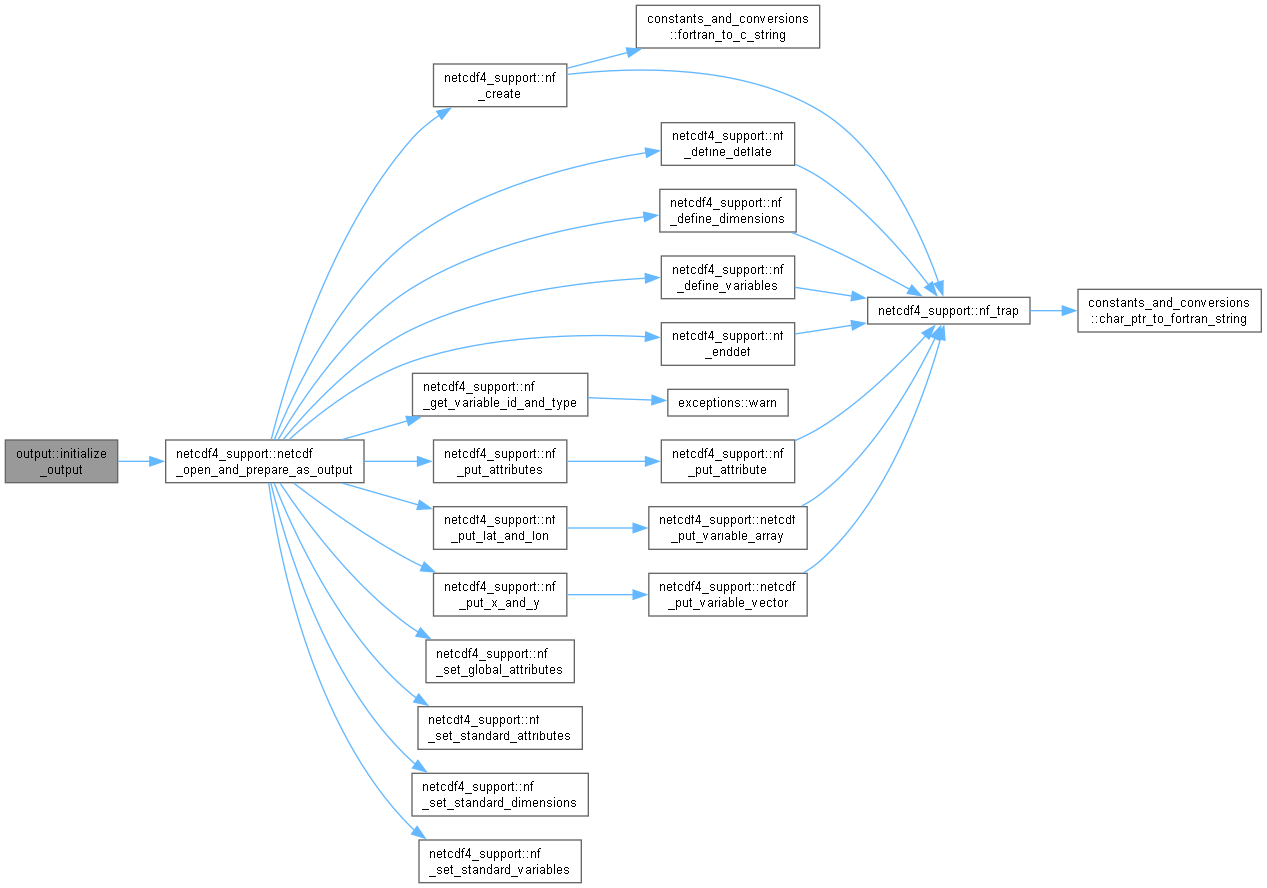 constants_and_conversions
::fortran_to_c_string
netcdf4_support::nf
_create
netcdf4_support::nf
_define_deflate
netcdf4_support::nf
_define_dimensions
netcdf4_support::nf
_define_variables
netcdf4_support::nf_trap
constants_and_conversions
::char_ptr_to_fortran_string
netcdf4_support::nf
_enddef
netcdf4_support::nf
_get_variable_id_and_type
exceptions::warn
output::initialize
_output
netcdf4_support::netcdf
_open_and_prepare_as_output
netcdf4_support::nf
_put_attributes
netcdf4_support::nf
_put_attribute
netcdf4_support::nf
_put_lat_and_lon
netcdf4_support::netcdf
_put_variable_array
netcdf4_support::nf
_put_x_and_y
netcdf4_support::netcdf
_put_variable_vector
netcdf4_support::nf
_set_global_attributes
netcdf4_support::nf
_set_standard_attributes
netcdf4_support::nf
_set_standard_dimensions
netcdf4_support::nf
_set_standard_variables